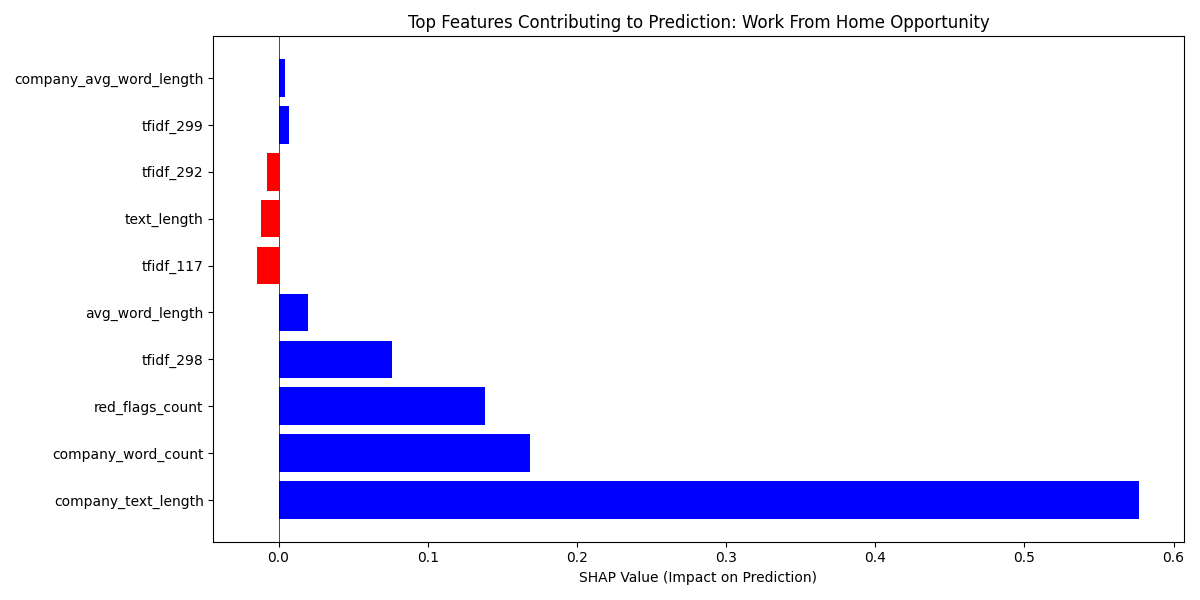 Top Features Contributing to Prediction: Work From Home Opportunity
company_avg_word_length
tfidf_299
tfidf_292
text_length
tfidf_117
avg_word_length
tfidf_298
red_flags_count
company_word_count
company_text_length
0.0 0.1 0.2 0.3 0.4 0.5 0.6
SHAP Value (Impact on Prediction)